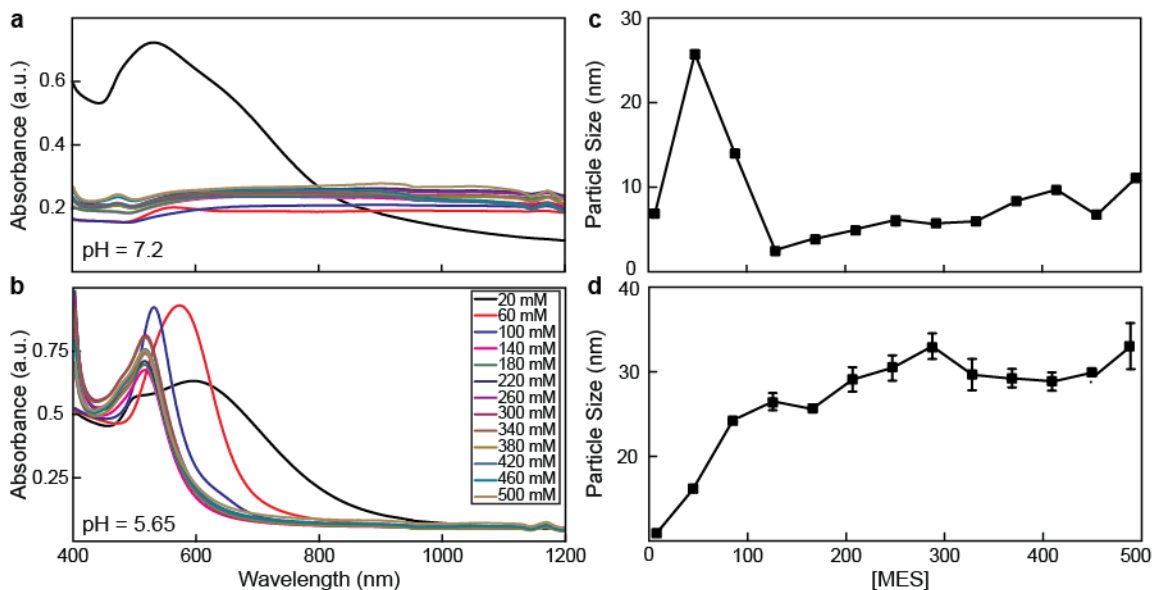 a
Absorbance (a.u.)
0.6
0.4
0.2
pH = 7.2
b
Absorbance (a.u.)
0.75
0.5
0.25
pH = 5.65
20 mM
60 mM
100 mM
140 mM
180 mM
220 mM
260 mM
300 mM
340 mM
380 mM
420 mM
460 mM
500 mM
400 600 800 1000 1200
Wavelength (nm)
c
Particle Size (nm)
30
20
10
0
d
Particle Size (nm)
40
30
20
0 100 200 300 400 500
[MES]